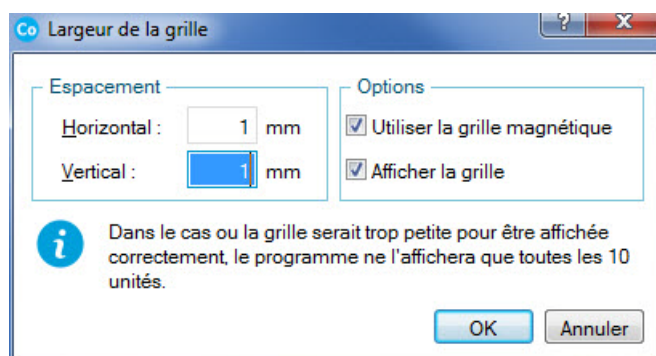 Co Largeur de la grille ? X
Espacement
Horizontal : 1 mm
Vertical : 1 mm
Options
Utiliser la grille magnétique
Afficher la grille
i
Dans le cas ou la grille serait trop petite pour être affichée
correctement, le programme ne l'affichera que toutes les 10
unités.
OK Annuler